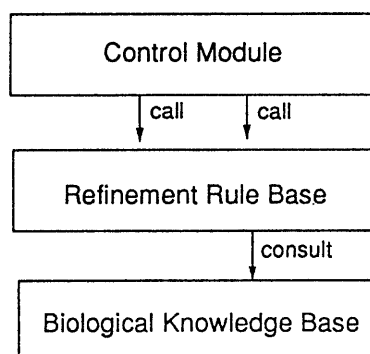 Control Module
call call
Refinement Rule Base
consult
Biological Knowledge Base